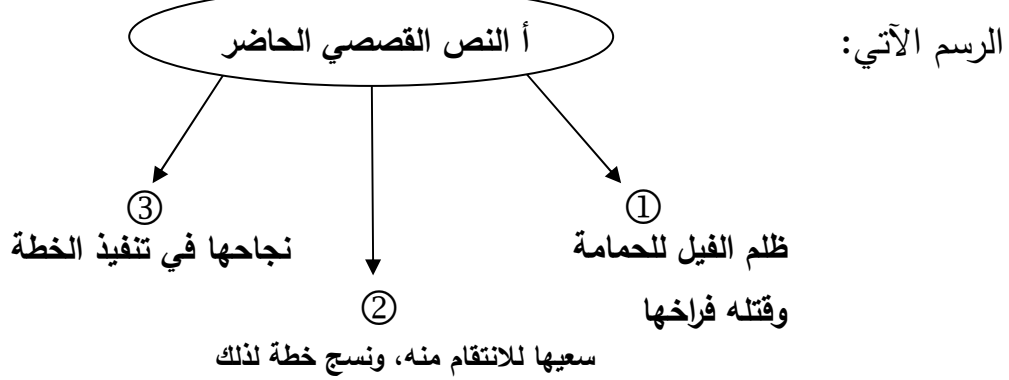 الرسم الآتي:
أ النص القصصي الحاضر
①
ظلم الفيل للحمامة
وقتله فراخها
②
سعيها للانتقام منه، ونسج خطة لذلك
③
نجاحها في تنفيذ الخطة